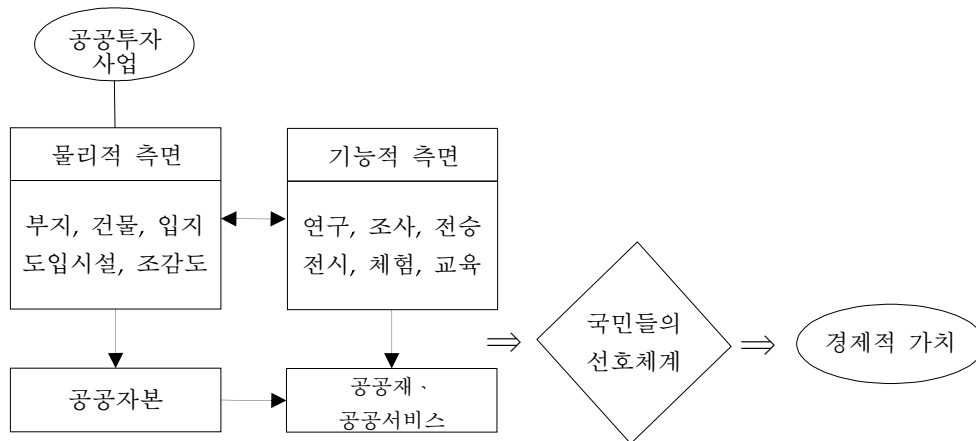 공공투자
사업
물리적 측면
부지, 건물, 입지
도입시설, 조감도
공공자본
기능적 측면
연구, 조사, 전승
전시, 체험, 교육
공공재、
공공서비스
⇒
국민들의
선호체계
⇒
경제적 가치